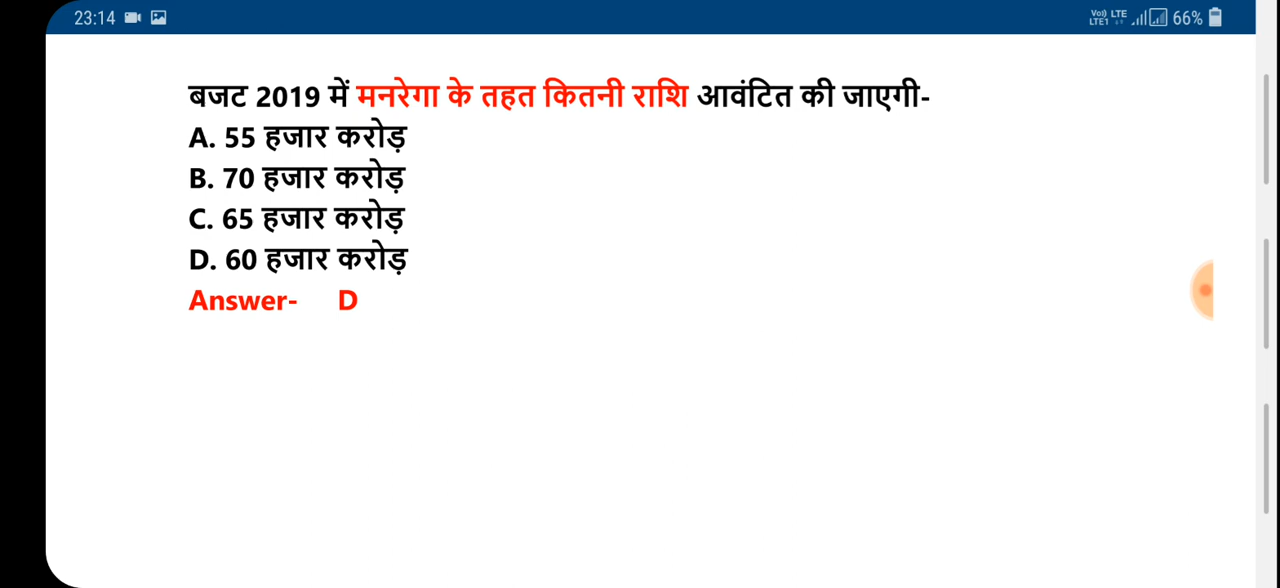 23:14 Vo)) LTE LTE1 66%
बजट 2019 में मनरेगा के तहत कितनी राशि आवंटित की जाएगी-
A. 55 हजार करोड़
B. 70 हजार करोड़
C. 65 हजार करोड़
D. 60 हजार करोड़
Answer- D